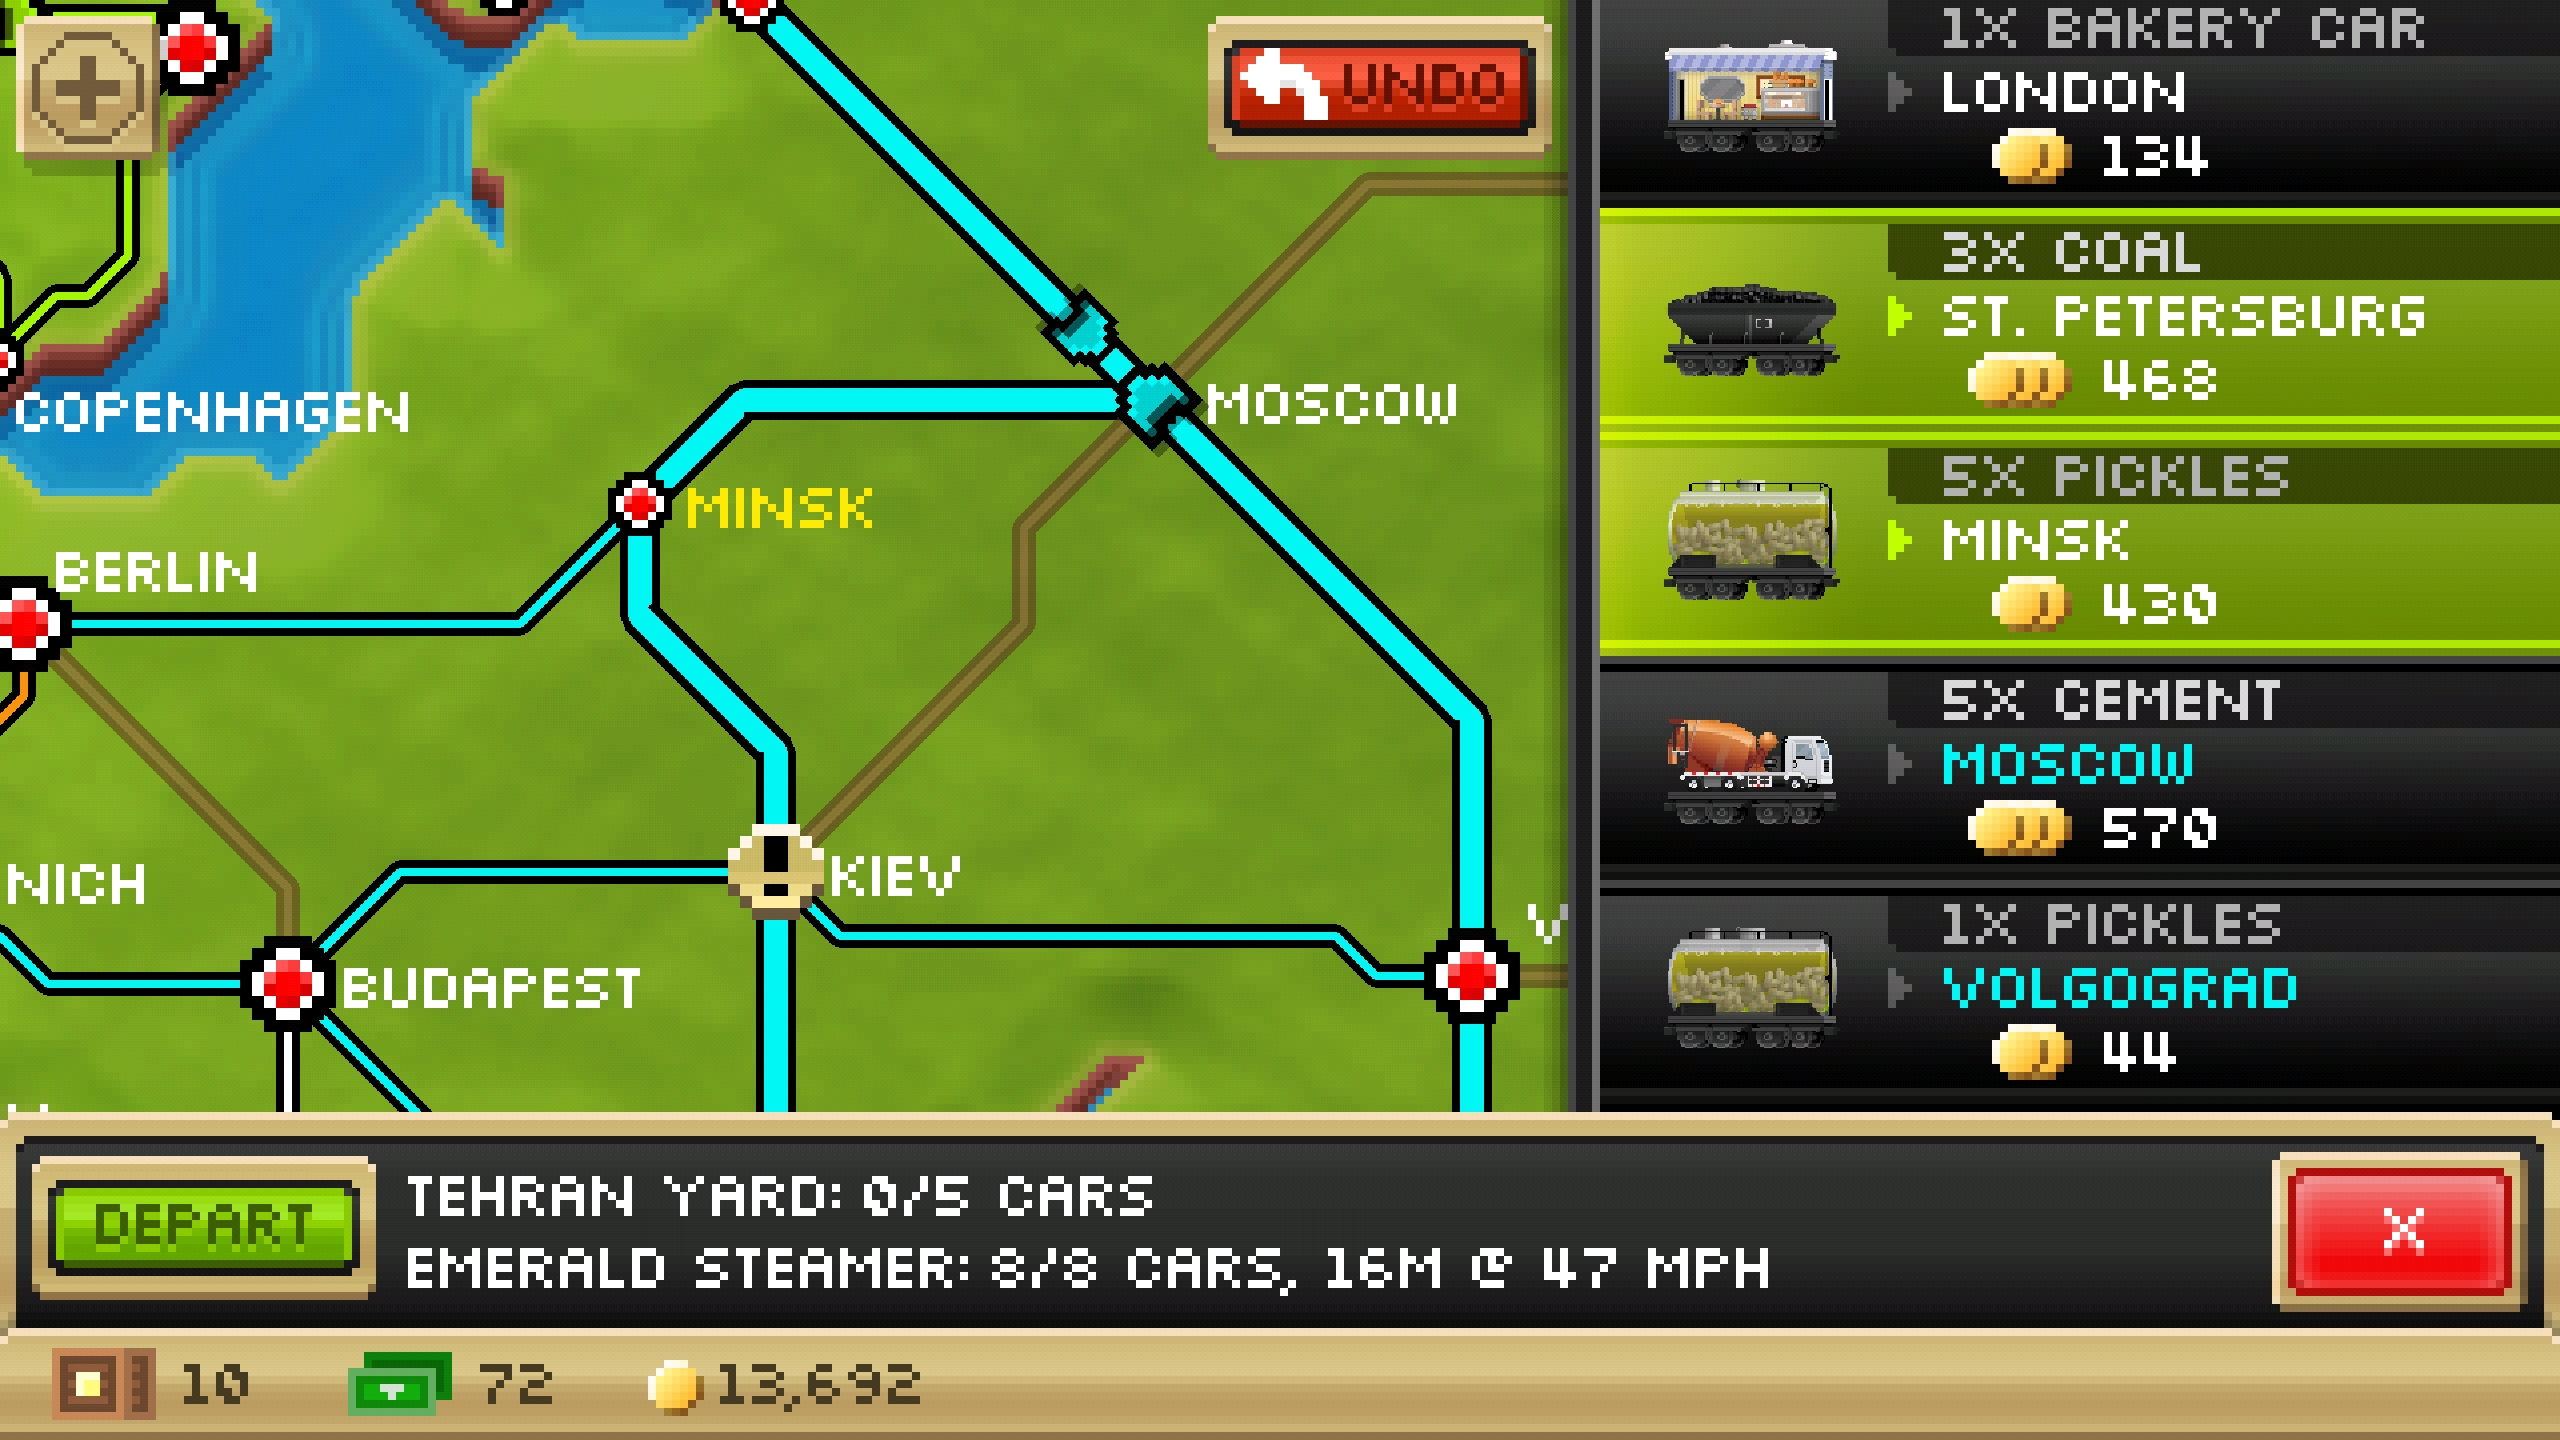 UNDO
MOSCOW
COPENHAGEN
MINSK
BERLIN
KIEV
NICH
V
BUDAPEST
1X BAKERY CAR
LONDON
134
3X COAL
ST. PETERSBURG
468
5X PICKLES
MINSK
430
5X CEMENT
MOSCOW
570
1X PICKLES
VOLGOGRAD
44
DEPART
TEHRAN YARD: 0/5 CARS
EMERALD STEAMER: 8/8 CARS, 16M @ 47 MPH
X
10
72
13,692